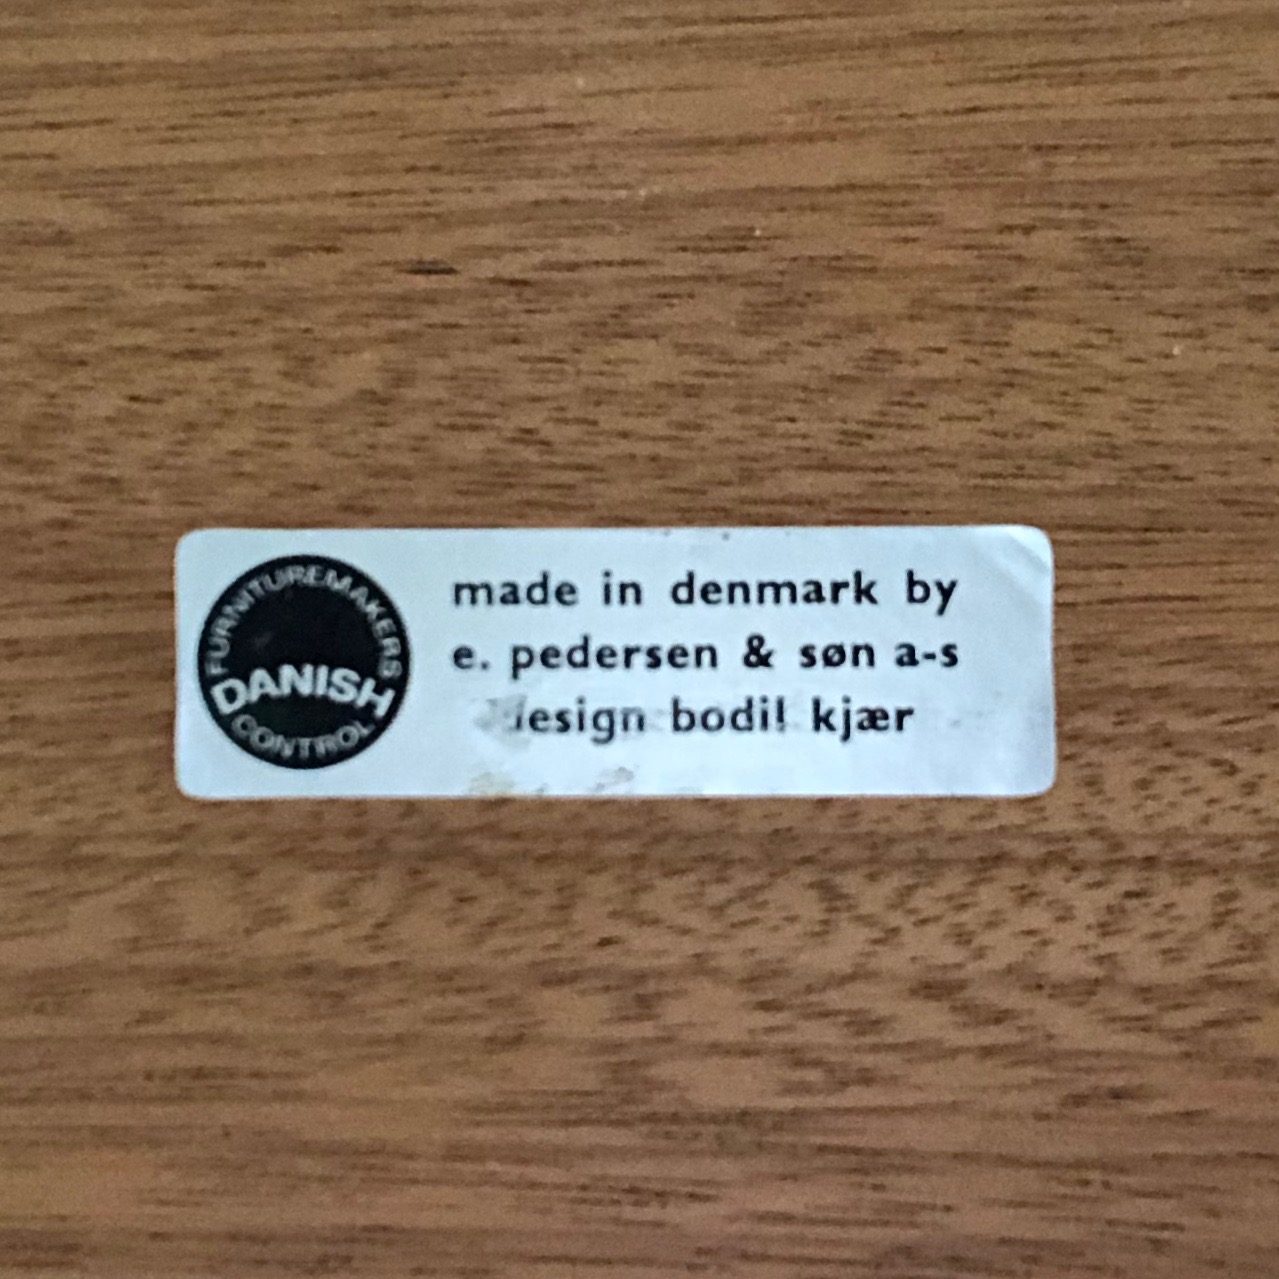 FURNITUREMAKERS
DANISH
CONTROL
made in denmark by
e. pedersen & søn a-s
design bodil kjær